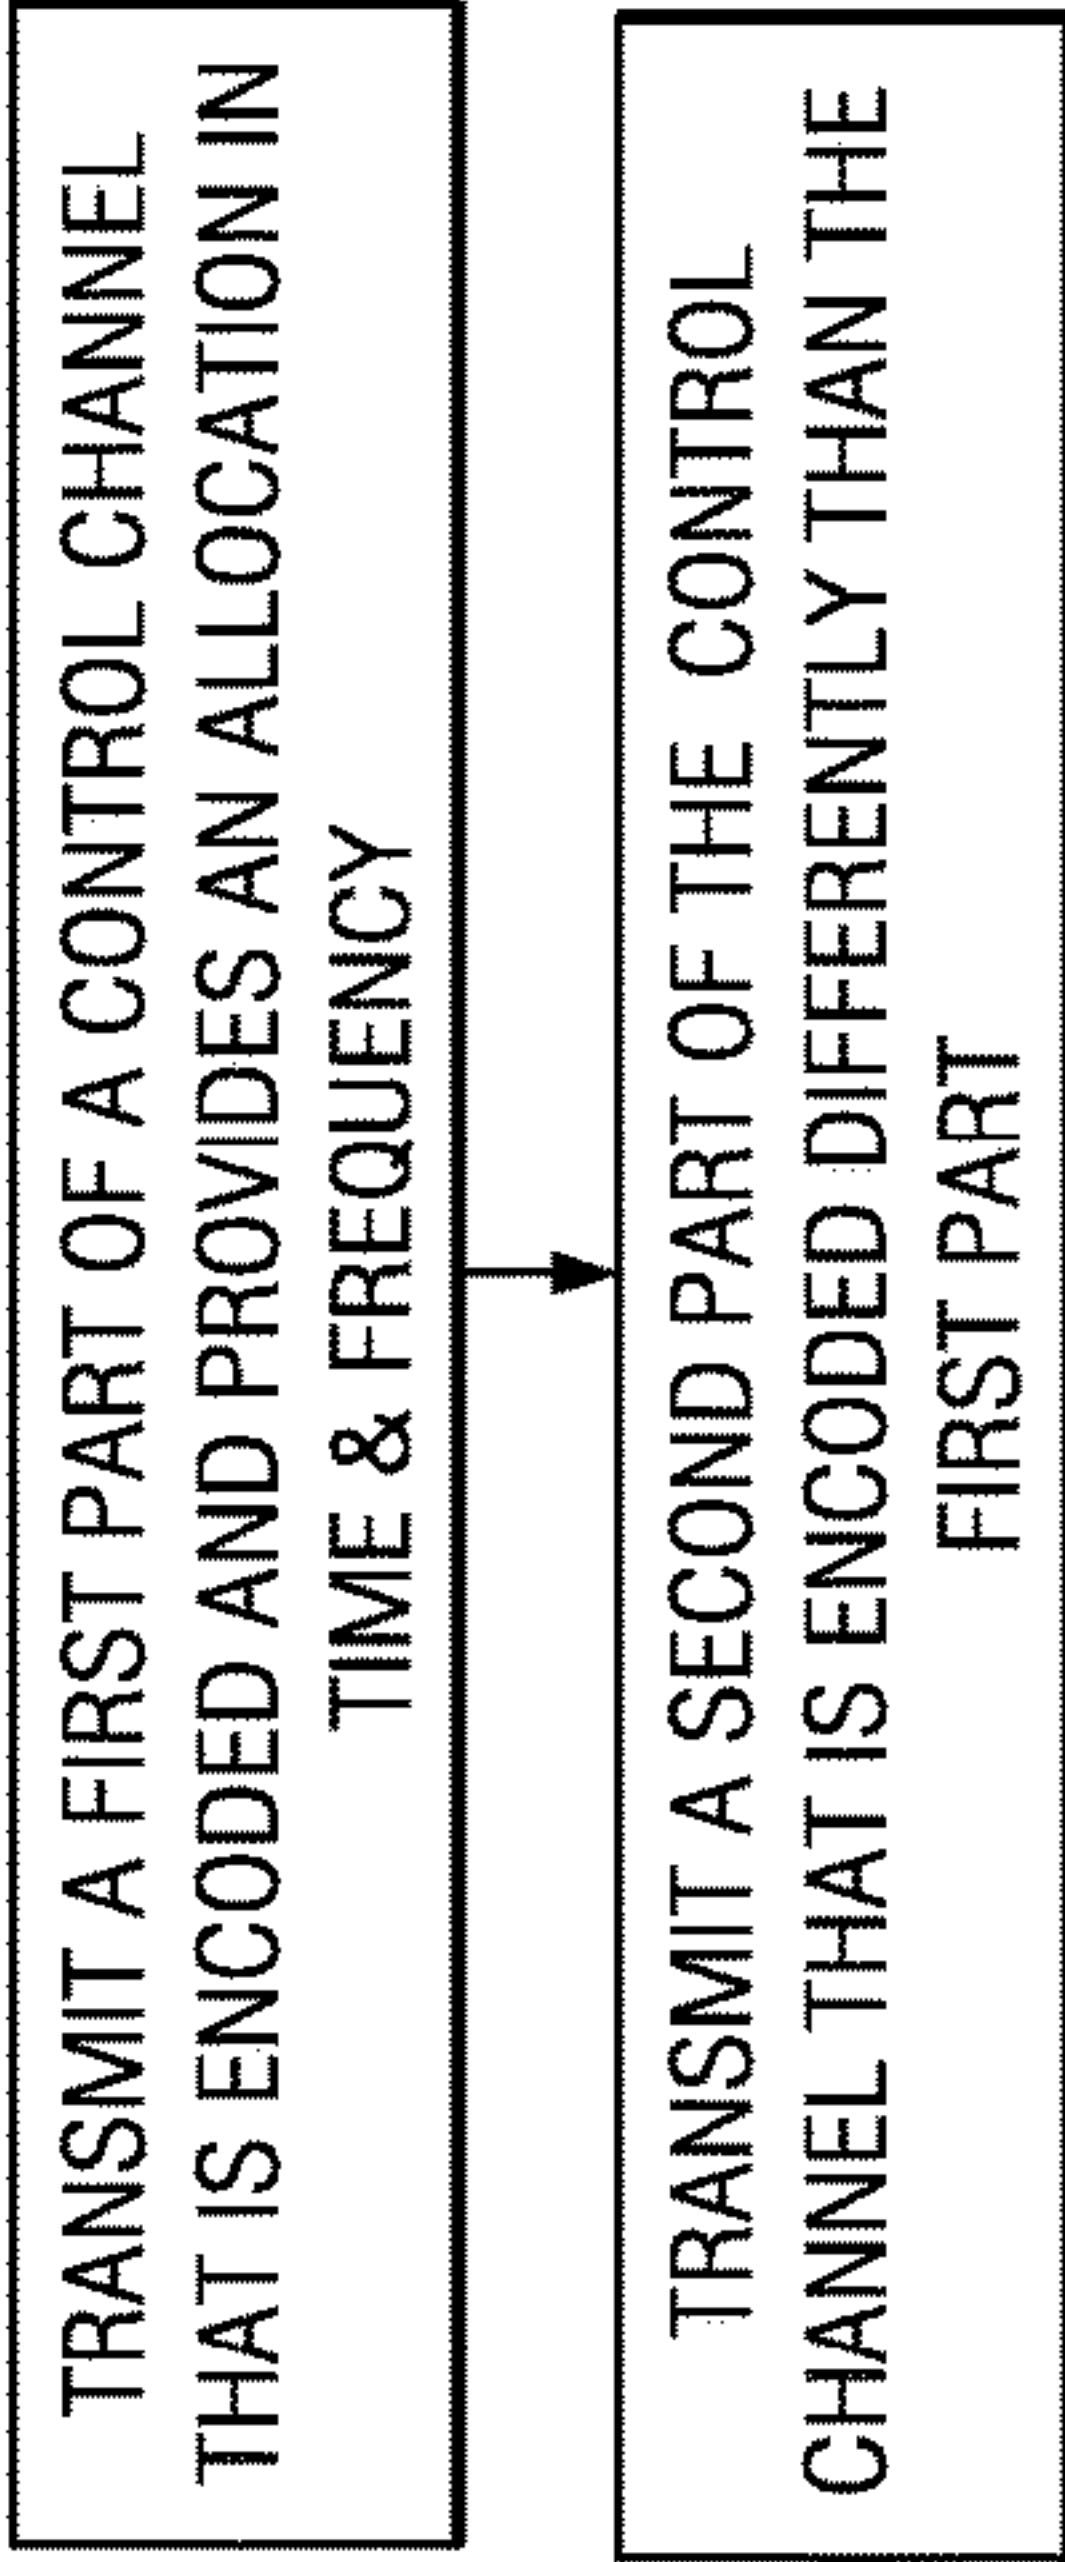 TRANSMIT A FIRST PART OF A CONTROL CHANNEL
THAT IS ENCODED AND PROVIDES AN ALLOCATION IN
TIME & FREQUENCY
TRANSMIT A SECOND PART OF THE CONTROL
CHANNEL THAT IS ENCODED DIFFERENTLY THAN THE
FIRST PART